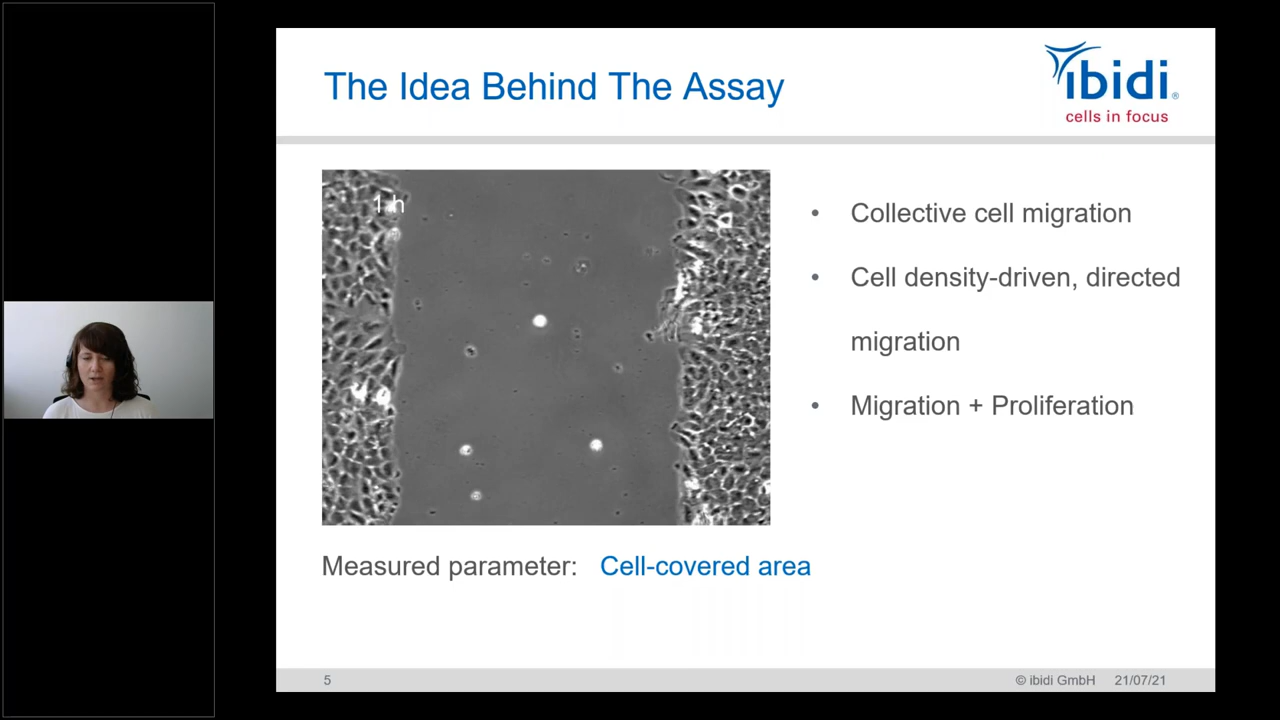 The Idea Behind The Assay
ibidi®
cells in focus
1 h
• Collective cell migration
• Cell density-driven, directed
migration
• Migration + Proliferation
Measured parameter: Cell-covered area
5
© ibidi GmbH 21/07/21